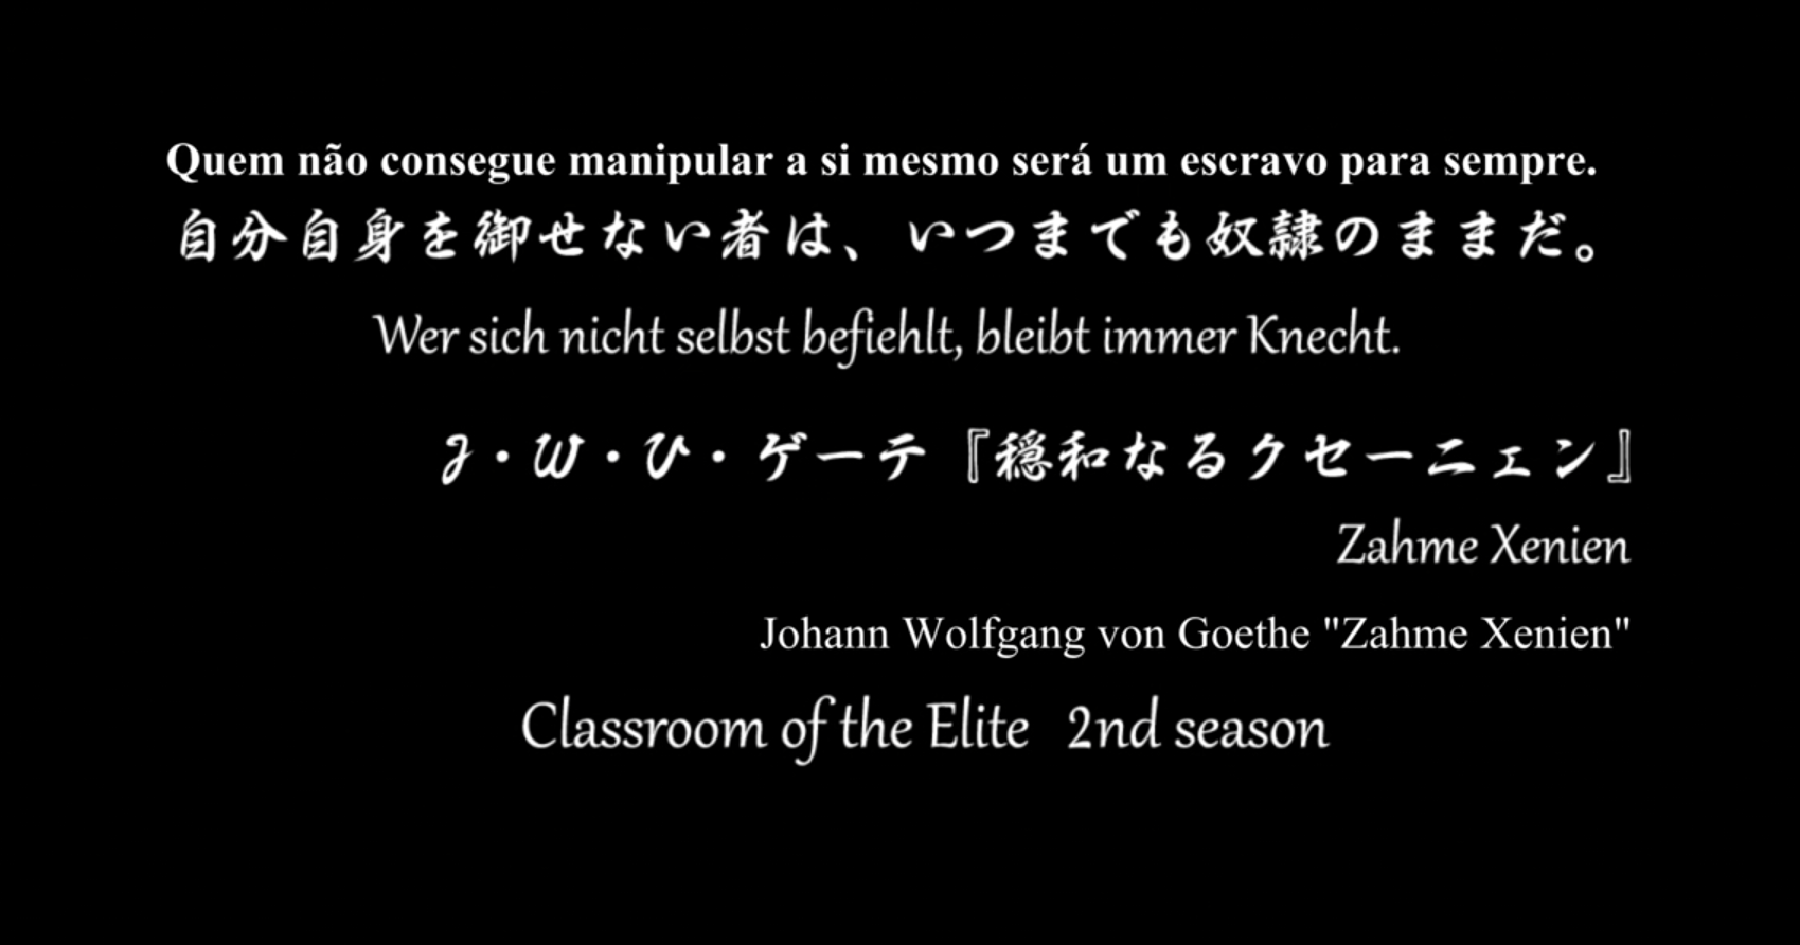 Quem não consegue manipular a si mesmo será um escravo para sempre.
自分自身を御せない者は、いつまでも奴隷のままだ。
Wer sich nicht selbst befiehlt, bleibt immer Knecht.
J・W・ひ・ゲーテ『穏和なるクセーニェン』
Zahme Xenien
Johann Wolfgang von Goethe "Zahme Xenien"
Classroom of the Elite 2nd season